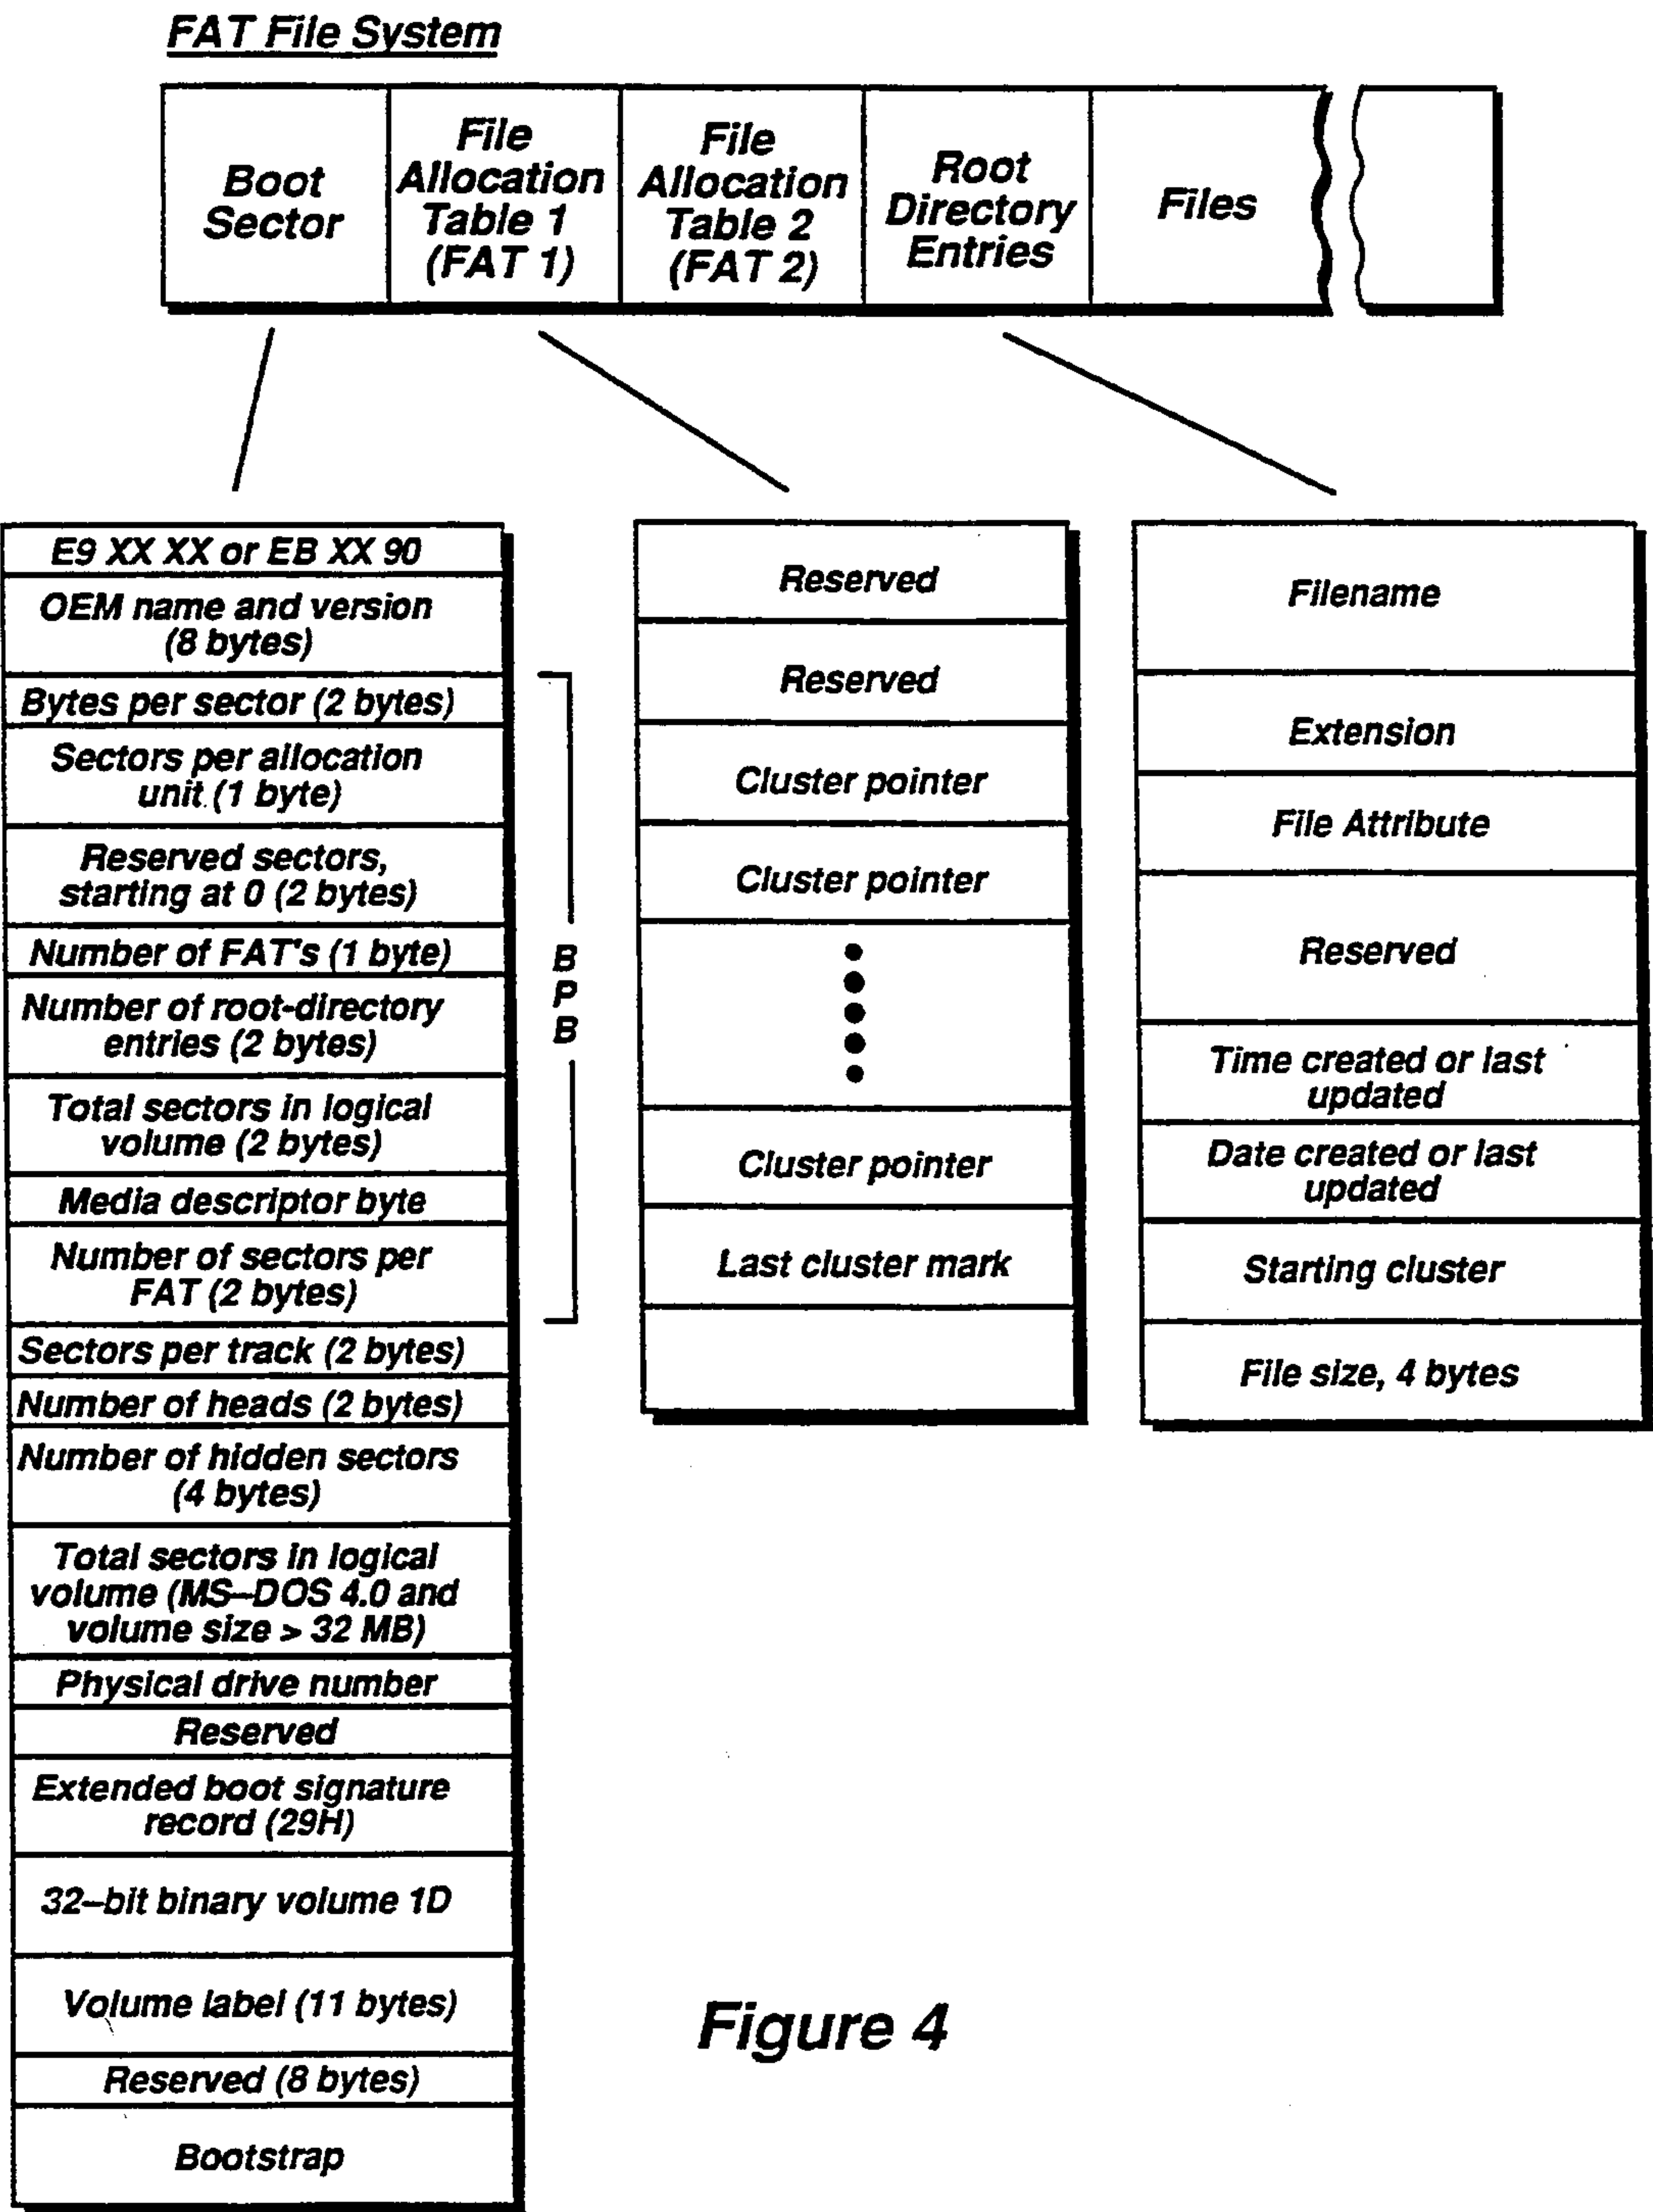 FAT File System
Boot
Sector
File
Allocation
Table 1
(FAT 1)
File
Allocation
Table 2
(FAT 2)
Root
Directory
Entries
Files
E9 XX XX or EB XX 90
OEM name and version
(8 bytes)
Bytes per sector (2 bytes)
Sectors per allocation
unit (1 byte)
Reserved sectors,
starting at 0 (2 bytes)
Number of FAT's (1 byte)
Number of root-directory
entries (2 bytes)
Total sectors in logical
volume (2 bytes)
Media descriptor byte
Number of sectors per
FAT (2 bytes)
Sectors per track (2 bytes)
Number of heads (2 bytes)
Number of hidden sectors
(4 bytes)
Total sectors in logical
volume (MS–DOS 4.0 and
volume size > 32 MB)
Physical drive number
Reserved
Extended boot signature
record (29H)
32–bit binary volume 1D
Volume label (11 bytes)
Reserved (8 bytes)
Bootstrap
B
P
B
Reserved
Reserved
Cluster pointer
Cluster pointer
Cluster pointer
Last cluster mark
Filename
Extension
File Attribute
Reserved
Time created or last
updated
Date created or last
updated
Starting cluster
File size, 4 bytes
Figure 4